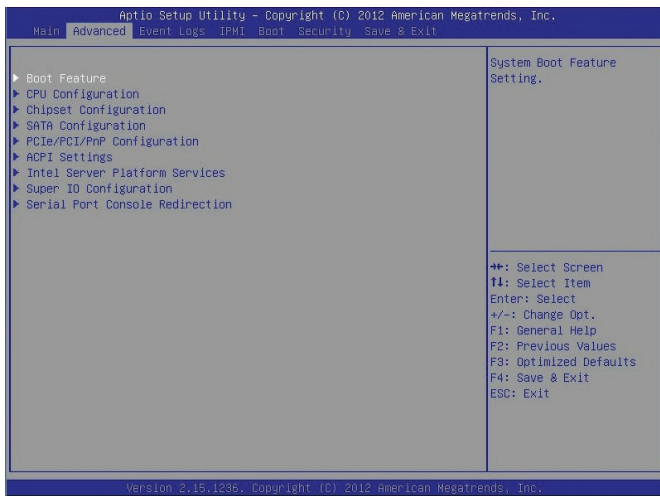 Aptio Setup Utility - Copyright (C) 2012 American Megatrends, Inc.
Main Advanced Event Logs IPMI Boot Security Save & Exit
Boot Feature
CPU Configuration
Chipset Configuration
SATA Configuration
PCIe/PCI/PnP Configuration
ACPI Settings
Intel Server Platform Services
Super IO Configuration
Serial Port Console Redirection
System Boot Feature
Setting.
→←: Select Screen
↑↓: Select Item
Enter: Select
+/-: Change Opt.
F1: General Help
F2: Previous Values
F3: Optimized Defaults
F4: Save & Exit
ESC: Exit
Version 2.15.1236. Copyright (C) 2012 American Megatrends, Inc.